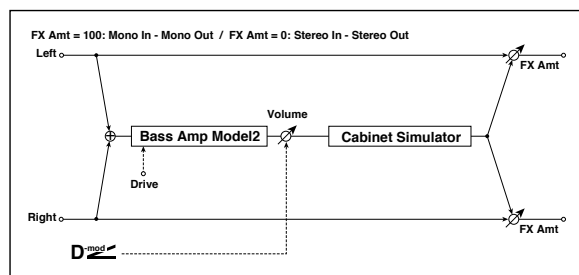 FX Amt = 100: Mono In - Mono Out / FX Amt = 0: Stereo In - Stereo Out
Left
FX Amt
Volume
Bass Amp Model2
Cabinet Simulator
Drive
Right
FX Amt
D-mod